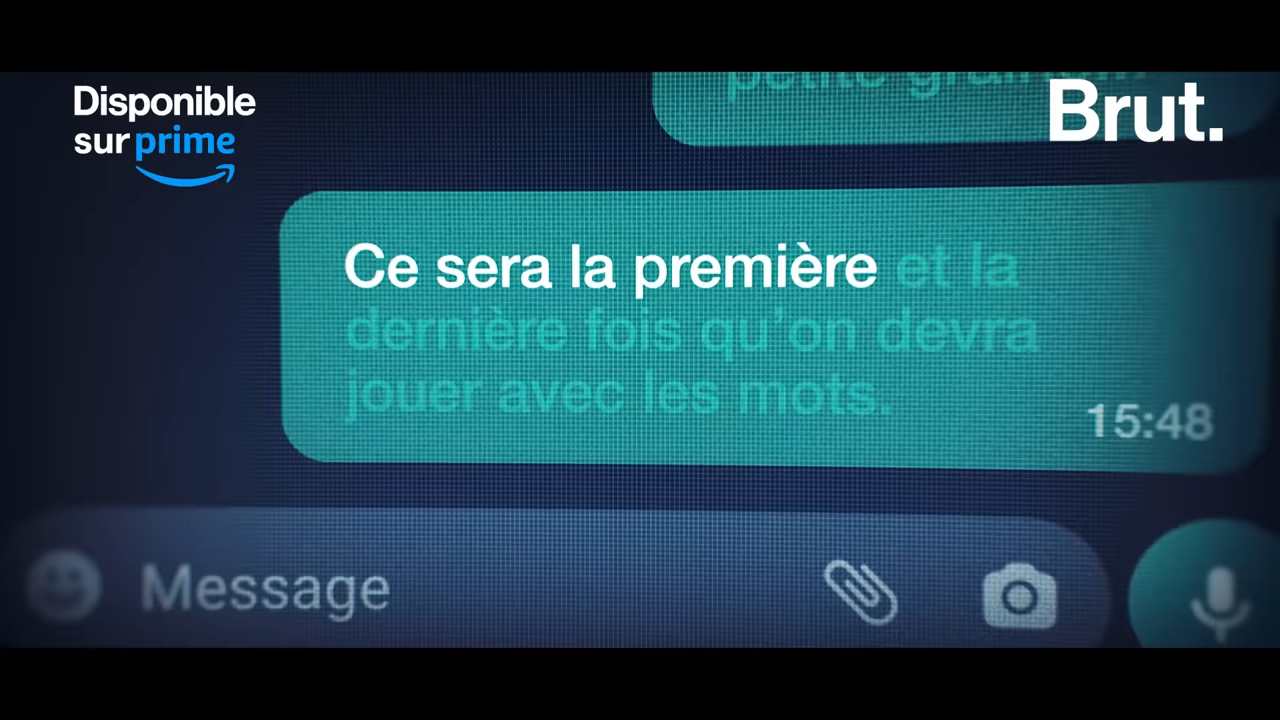 Disponible
sur prime
Brut.
petite
Ce sera la première et la
dernière fois qu'on devra
jouer avec les mots.
15:48
Message